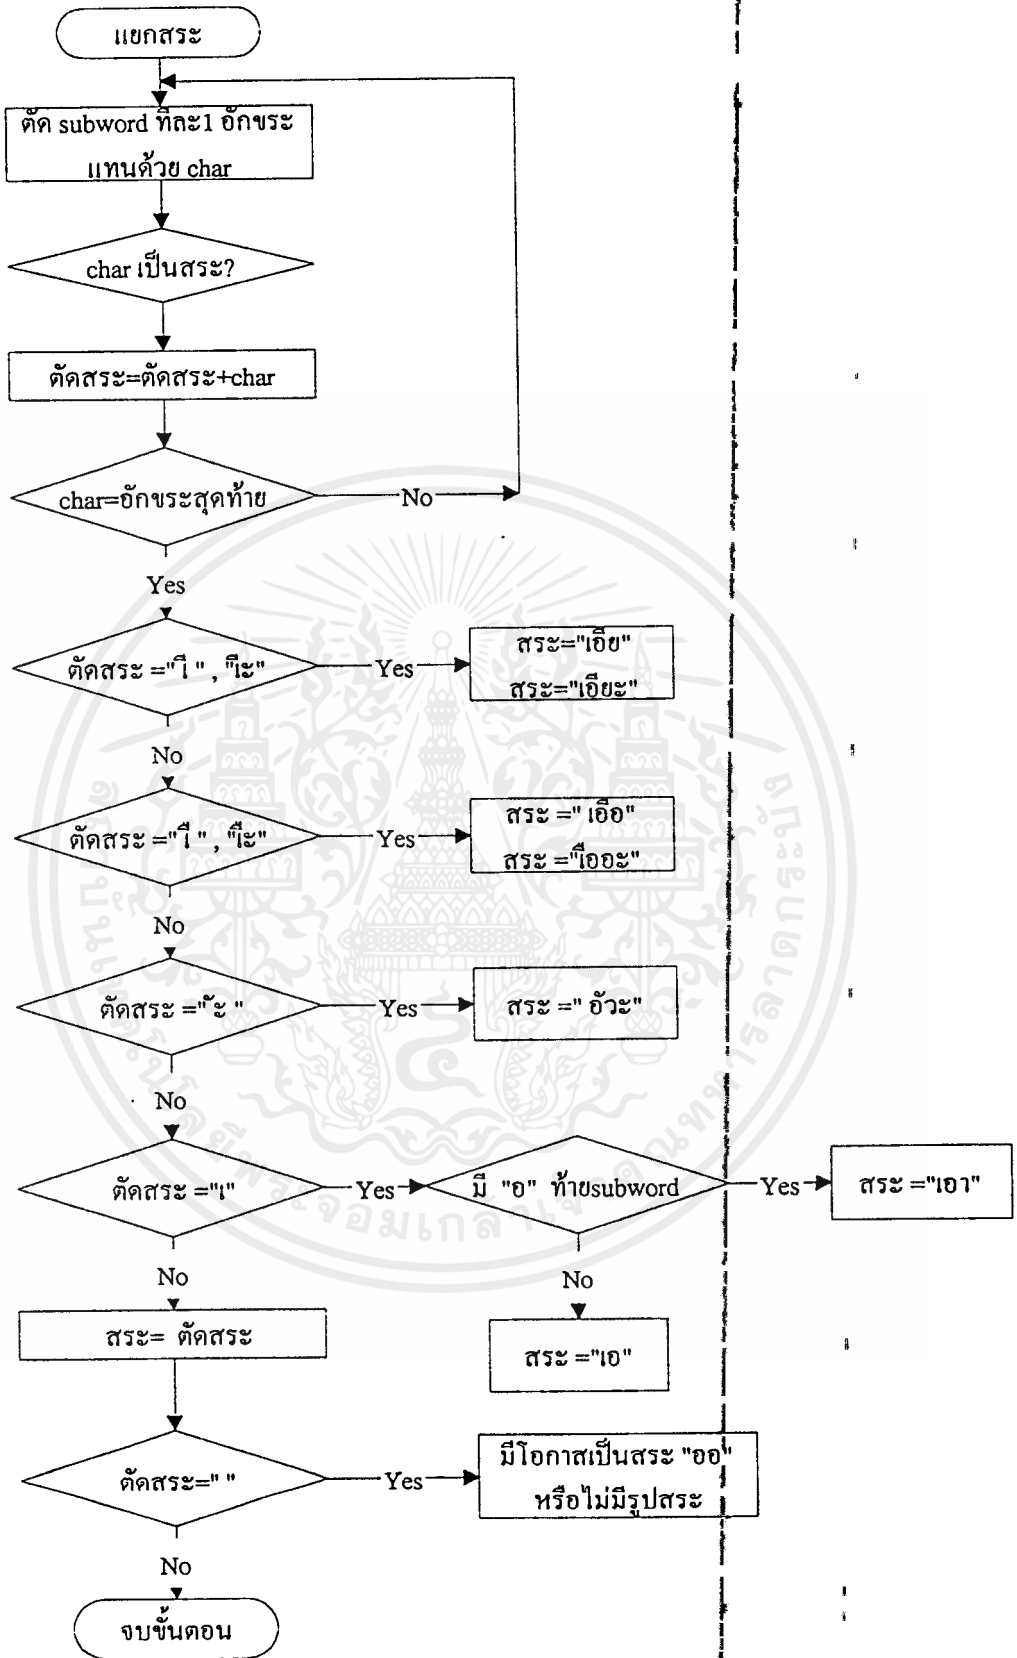 แยกสระ
ตัด subword ทีละ1 อักขระ
แทนด้วย char
char เป็นสระ?
ตัดสระ=ตัดสระ+char
char=อักขระสุดท้าย
No
Yes
ตัดสระ ="เี" , "เีะ"
Yes
สระ="เอีย"
สระ="เอียะ"
No
ตัดสระ ="เื" , "เืะ"
Yes
สระ =" เอือ"
สระ ="เืออะ"
No
ตัดสระ ="ัะ "
Yes
สระ =" อัวะ"
No
ตัดสระ ="เ"
Yes
มี "อ" ท้ายsubword
Yes
สระ ="เอา"
No
No
สระ= ตัดสระ
สระ ="เอ"
ตัดสระ=" "
Yes
มีโอกาสเป็นสระ "ออ"
หรือไม่มีรูปสระ
No
จบขั้นตอน